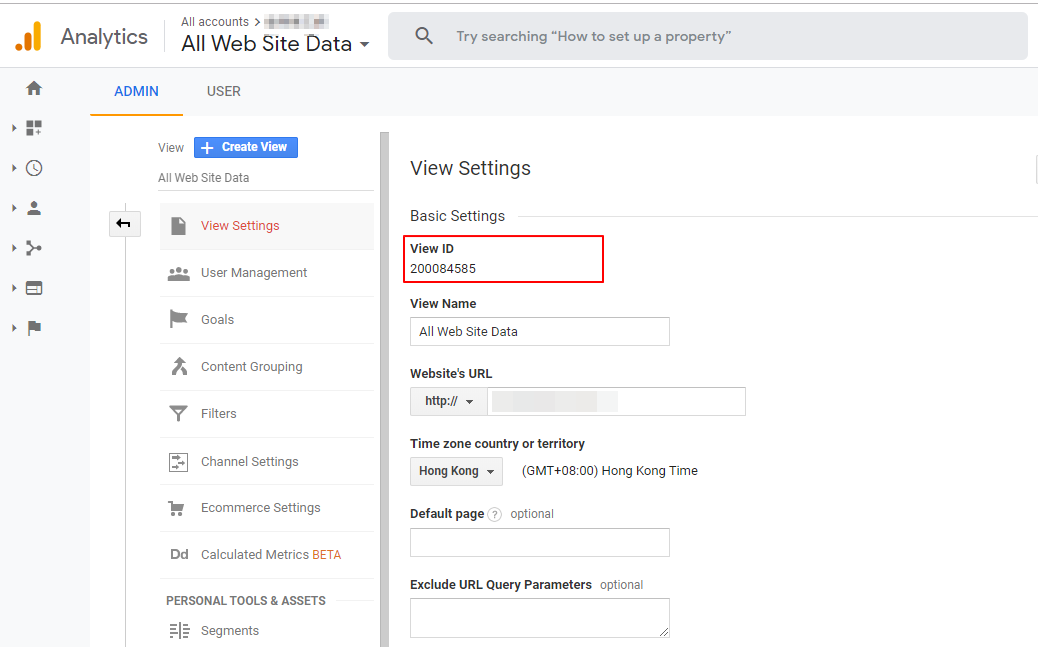 All accounts >
Analytics
All Web Site Data
Try searching “How to set up a property”
ADMIN
USER
View
+ Create View
All Web Site Data
View Settings
User Management
Goals
Content Grouping
Filters
Channel Settings
Ecommerce Settings
Dd Calculated Metrics BETA
PERSONAL TOOLS & ASSETS
Segments
View Settings
Basic Settings
View ID
200084585
View Name
All Web Site Data
Website's URL
http://
Time zone country or territory
Hong Kong (GMT+08:00) Hong Kong Time
Default page ? optional
Exclude URL Query Parameters optional